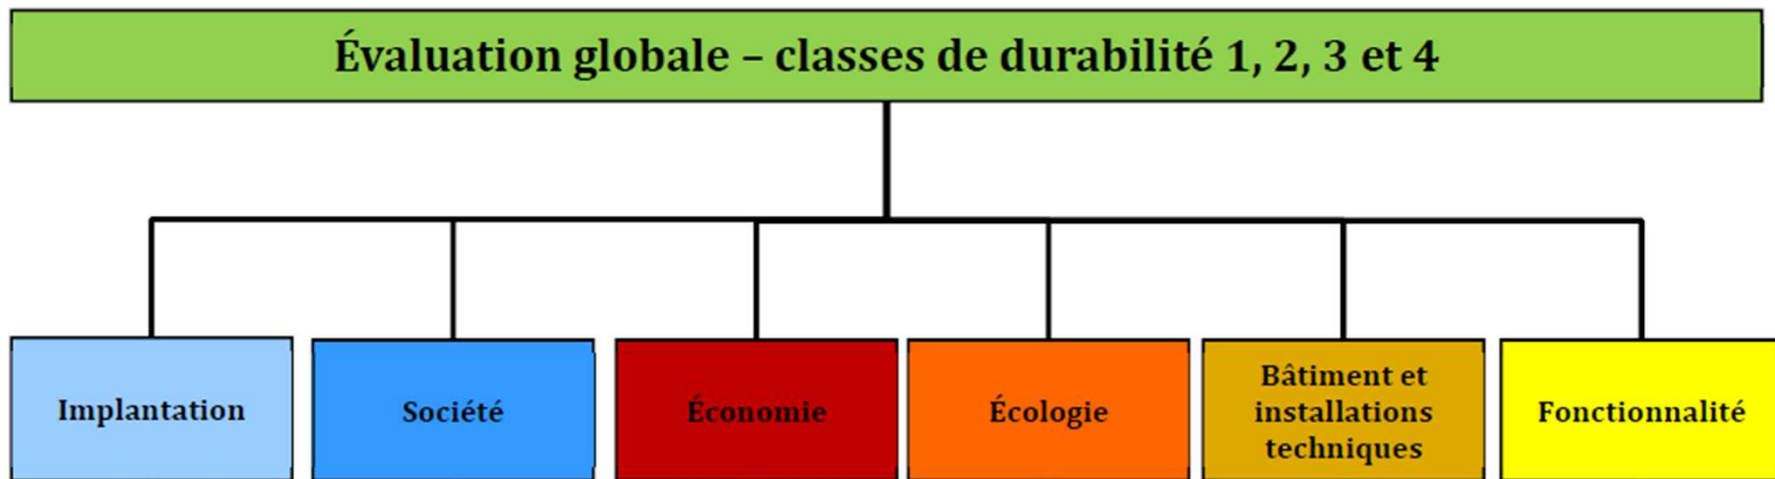 Évaluation globale – classes de durabilité 1, 2, 3 et 4
Implantation
Société
Économie
Écologie
Bâtiment et
installations
techniques
Fonctionnalité